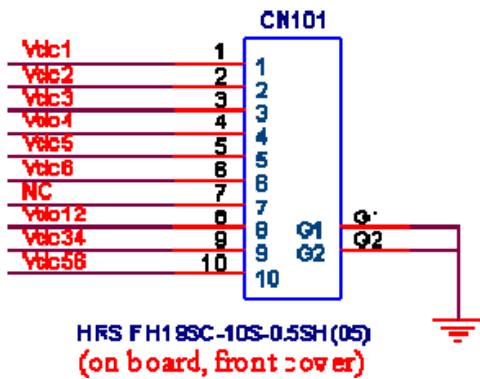 CN101
Vdc1 1 1
Vdc2 2 2
Vdc3 3 3
Vdc4 4 4
Vdc5 5 5
Vdc6 6 6
NC 7 7
Vdc12 8 8 G1
Vdc34 9 9 G2 G2
Vdc56 10 10
HRS FH19SC-10S-0.5SH(05)
(on board, front cover)